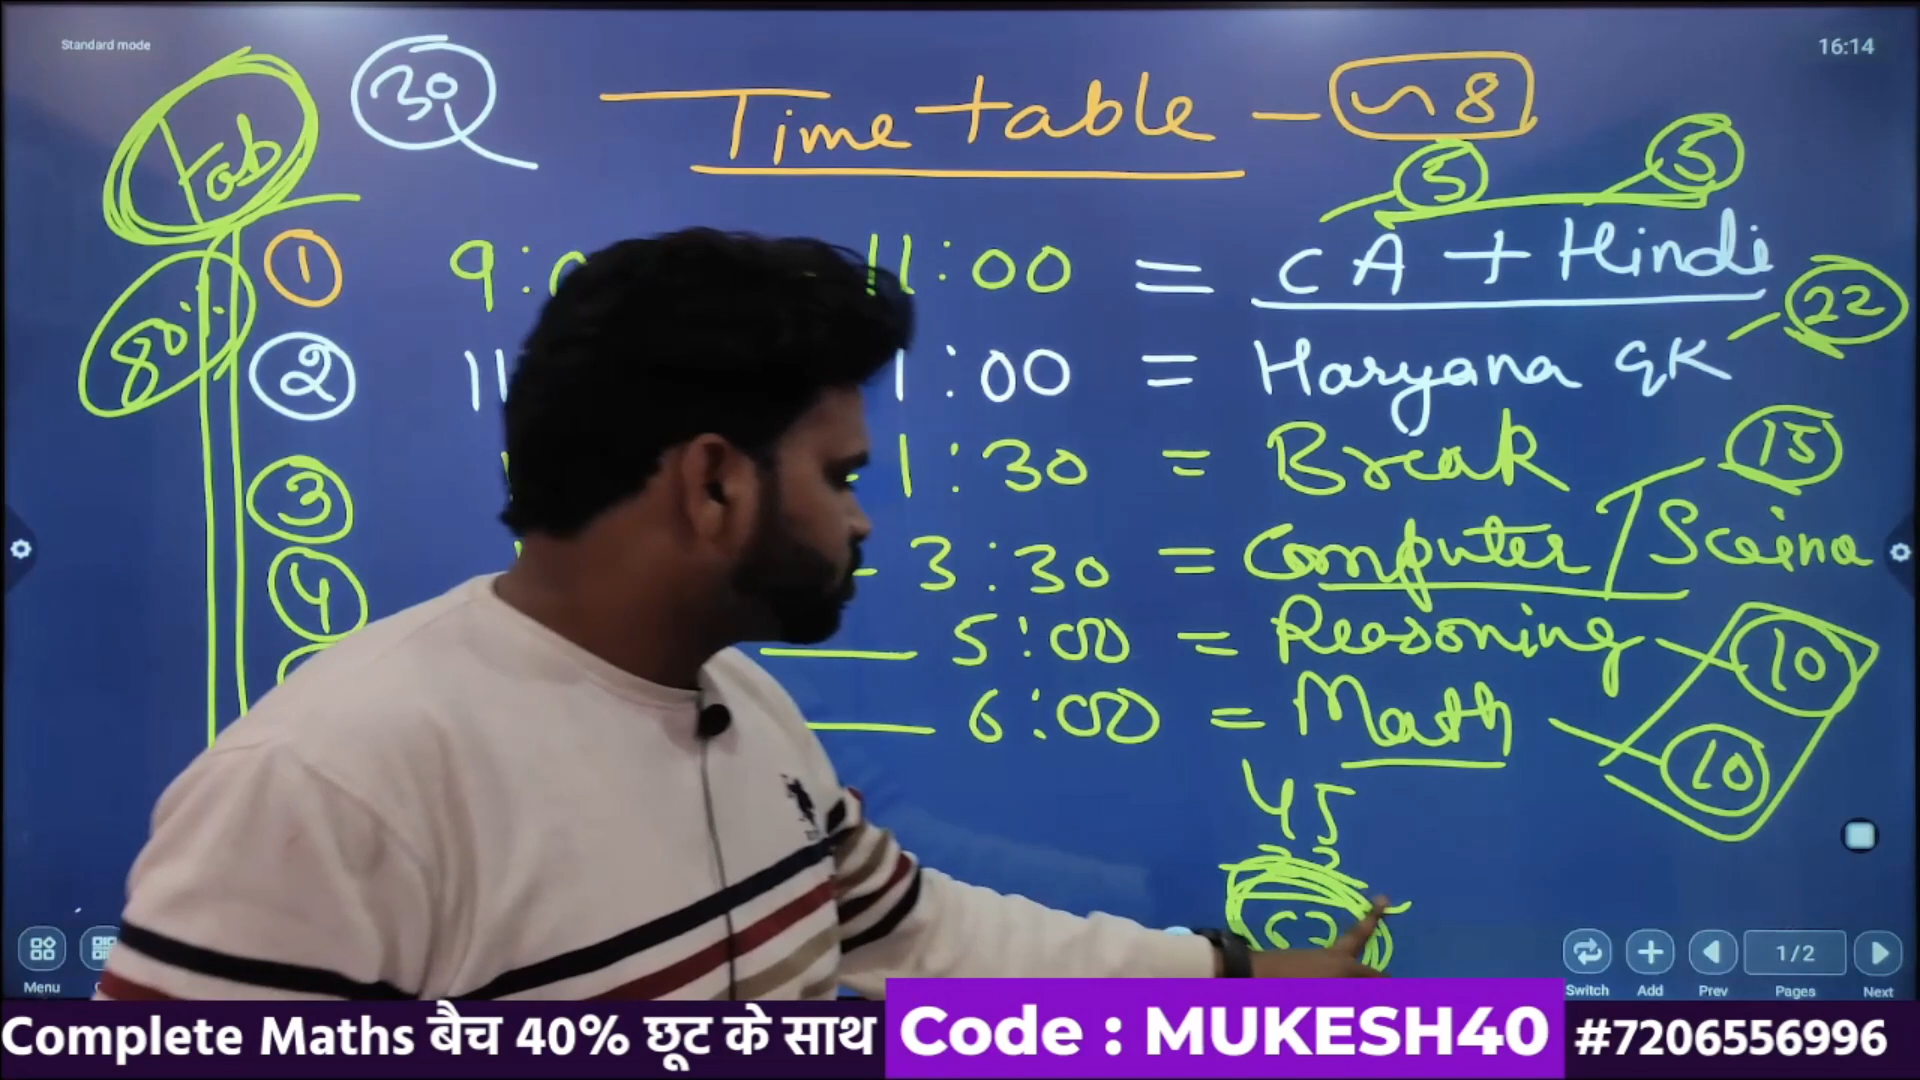 Standard mode
16:14
30
Time table - 8
5
5
① 9:0 11:00 = CA + Hindi
80%
22
② 11 1:00 = Haryana GK
③ - 1:30 = Break
15
④ - 3:30 = Computer / Sceina
5:00 = Reasoning
10
6:00 = Math
10
45
62
Menu
Switch Add Prev 1/2 Pages Next
Complete Maths बैच 40% छूट के साथ Code : MUKESH40 #7206556996